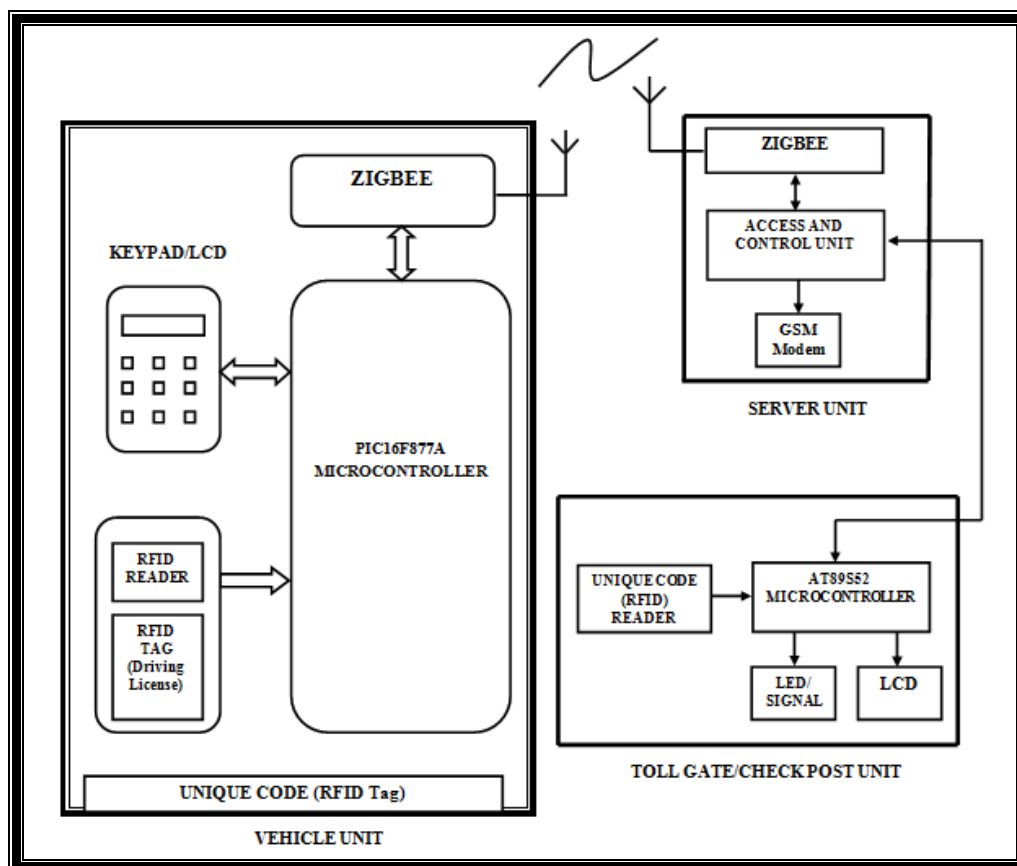 ZIGBEE
KEYPAD/LCD
PIC16F877A
MICROCONTROLLER
RFID
READER
RFID
TAG
(Driving
License)
UNIQUE CODE (RFID Tag)
VEHICLE UNIT
ZIGBEE
ACCESS AND
CONTROL UNIT
GSM
Modem
SERVER UNIT
UNIQUE CODE
(RFID)
READER
AT89S52
MICROCONTROLLER
LED/
SIGNAL
LCD
TOLL GATE/CHECK POST UNIT